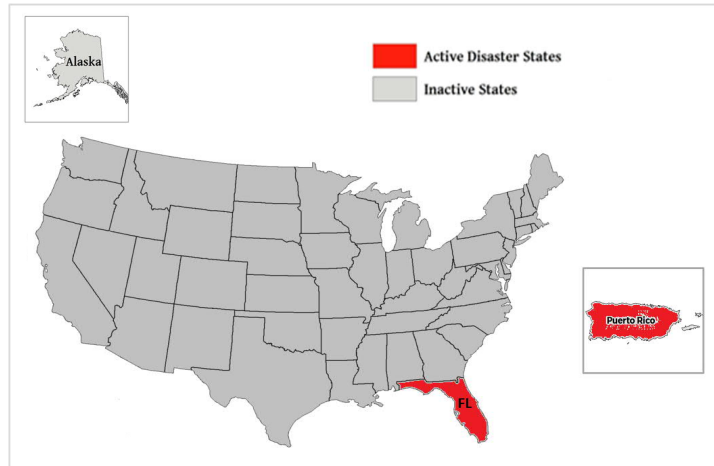 Alaska
Active Disaster States
Inactive States
Puerto Rico
FL